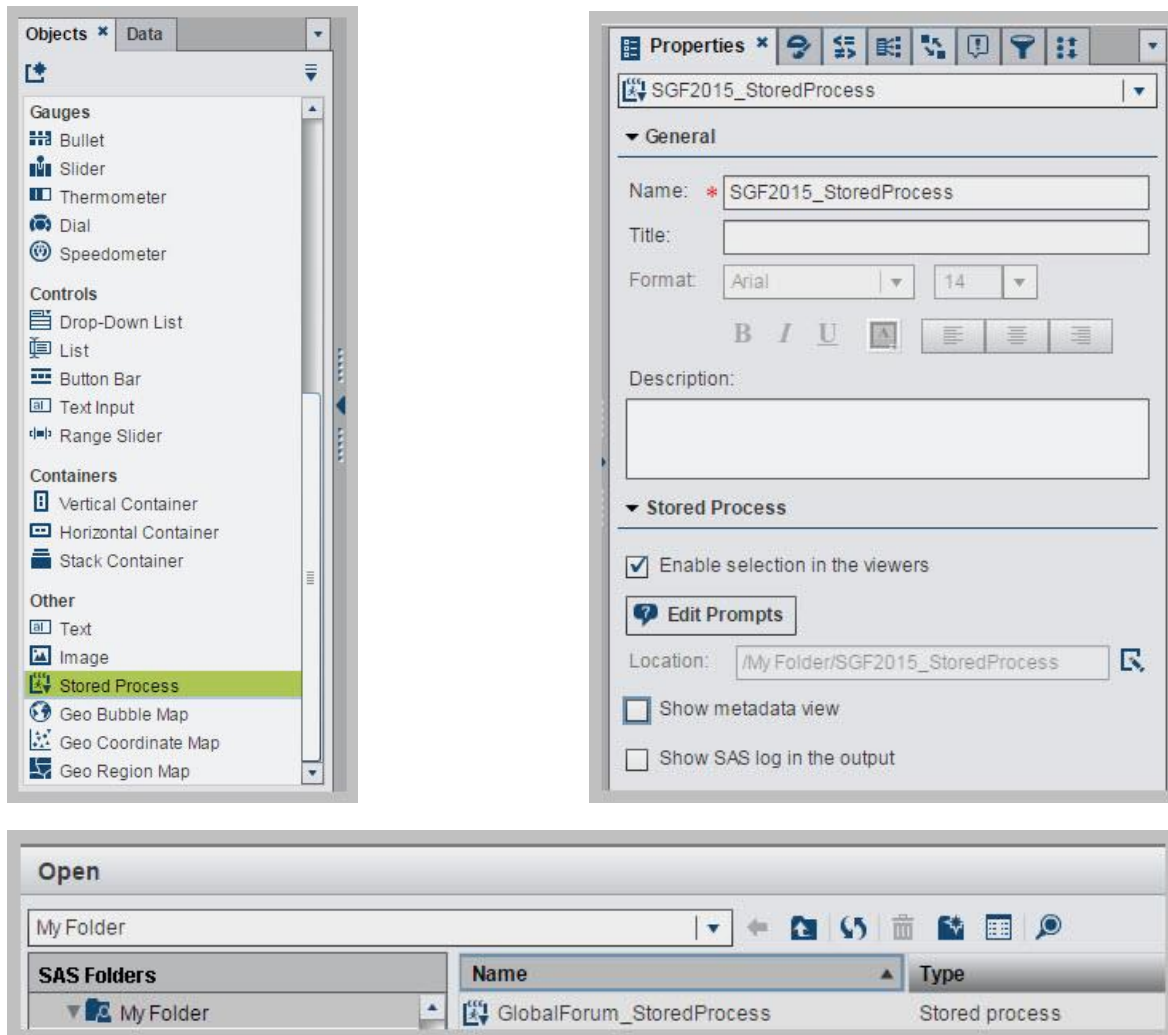 Objects × Data
Gauges
Bullet
Slider
Thermometer
Dial
Speedometer
Controls
Drop-Down List
List
Button Bar
Text Input
Range Slider
Containers
Vertical Container
Horizontal Container
Stack Container
Other
Text
Image
Stored Process
Geo Bubble Map
Geo Coordinate Map
Geo Region Map
Properties ×
SGF2015_StoredProcess
General
Name: * SGF2015_StoredProcess
Title:
Format: Arial 14
B I U A
Description:
Stored Process
Enable selection in the viewers
Edit Prompts
Location: /My Folder/SGF2015_StoredProcess
Show metadata view
Show SAS log in the output
Open
My Folder
SAS Folders Name Type
My Folder GlobalForum_StoredProcess Stored process